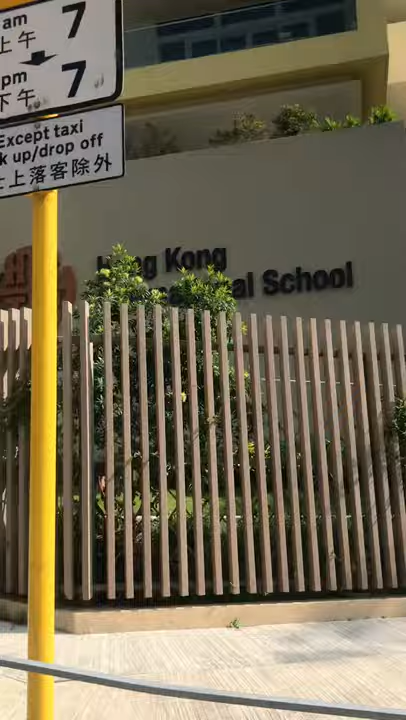 am 7
上午
pm 7
下午
Except taxi
up/drop off
上落客除外
Hong Kong
School